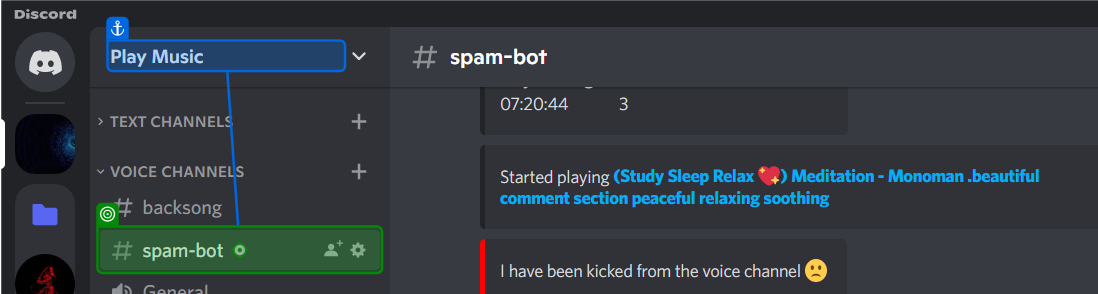 Discord
Play Music
TEXT CHANNELS
VOICE CHANNELS
backsong
spam-bot
General
spam-bot
07:20:44 3
Started playing (Study Sleep Relax 💖) Meditation - Monoman .beautiful
comment section peaceful relaxing soothing
I have been kicked from the voice channel 🙁